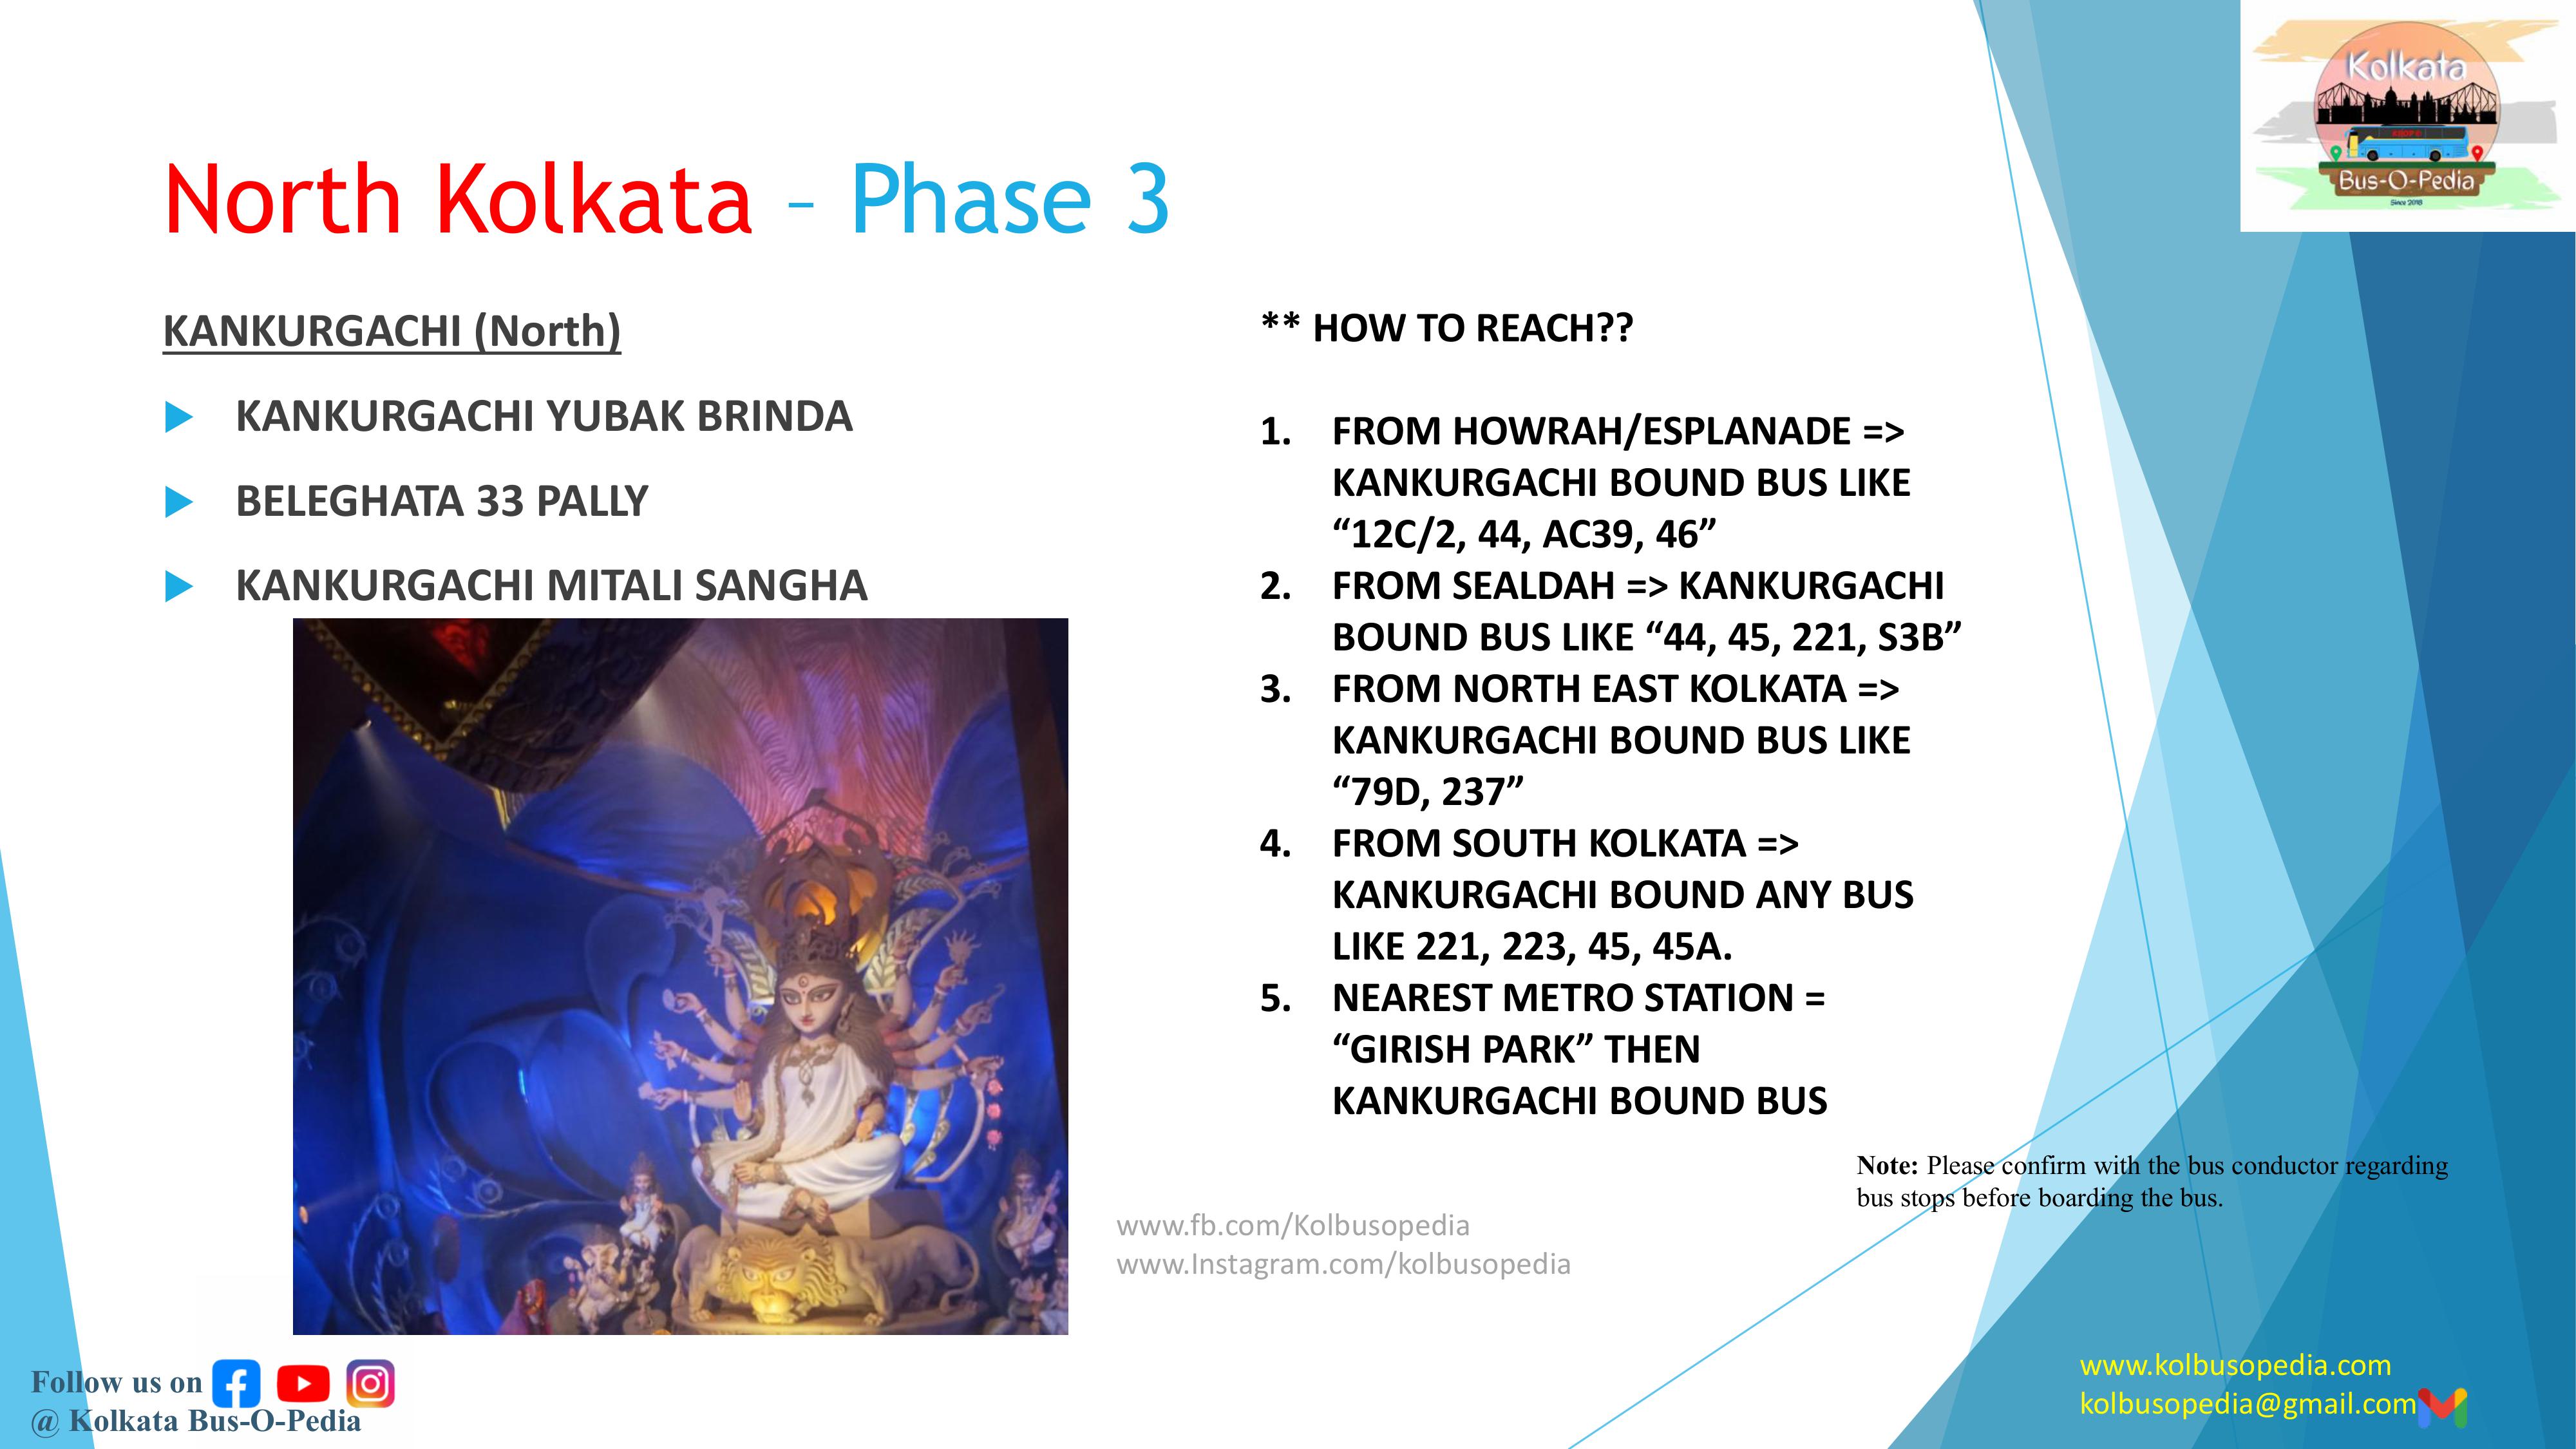 Kolkata
Bus-O-Pedia
Since 2018
North Kolkata – Phase 3
KANKURGACHI (North)
KANKURGACHI YUBAK BRINDA
BELEGHATA 33 PALLY
KANKURGACHI MITALI SANGHA
** HOW TO REACH??
1. FROM HOWRAH/ESPLANADE =>
KANKURGACHI BOUND BUS LIKE
“12C/2, 44, AC39, 46”
2. FROM SEALDAH => KANKURGACHI
BOUND BUS LIKE “44, 45, 221, S3B”
3. FROM NORTH EAST KOLKATA =>
KANKURGACHI BOUND BUS LIKE
“79D, 237”
4. FROM SOUTH KOLKATA =>
KANKURGACHI BOUND ANY BUS
LIKE 221, 223, 45, 45A.
5. NEAREST METRO STATION =
“GIRISH PARK” THEN
KANKURGACHI BOUND BUS
Note: Please confirm with the bus conductor regarding
bus stops before boarding the bus.
www.fb.com/Kolbusopedia
www.Instagram.com/kolbusopedia
Follow us on
@ Kolkata Bus-O-Pedia
www.kolbusopedia.com
kolbusopedia@gmail.com